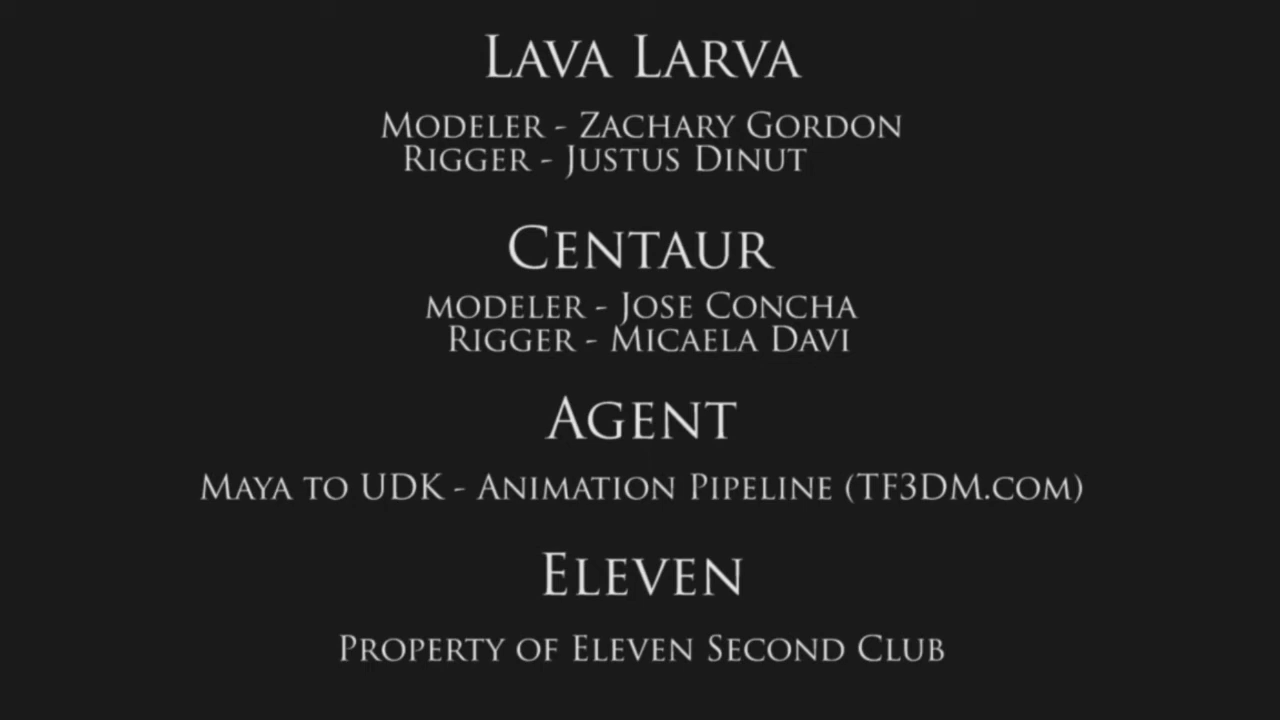 Lava Larva
Modeler - Zachary Gordon
Rigger - Justus Dinut
Centaur
modeler - Jose Concha
Rigger - Micaela Davi
Agent
Maya to UDK - Animation Pipeline (TF3DM.com)
Eleven
Property of Eleven Second Club